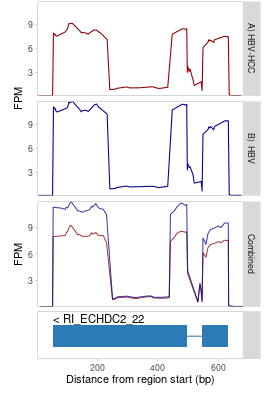 9
6
3
FPM
A) HBV-HCC
9
6
3
B) HBV
9
6
3
FPM
Combined
< RI_ECHDC2_22
200
400
600
Distance from region start (bp)